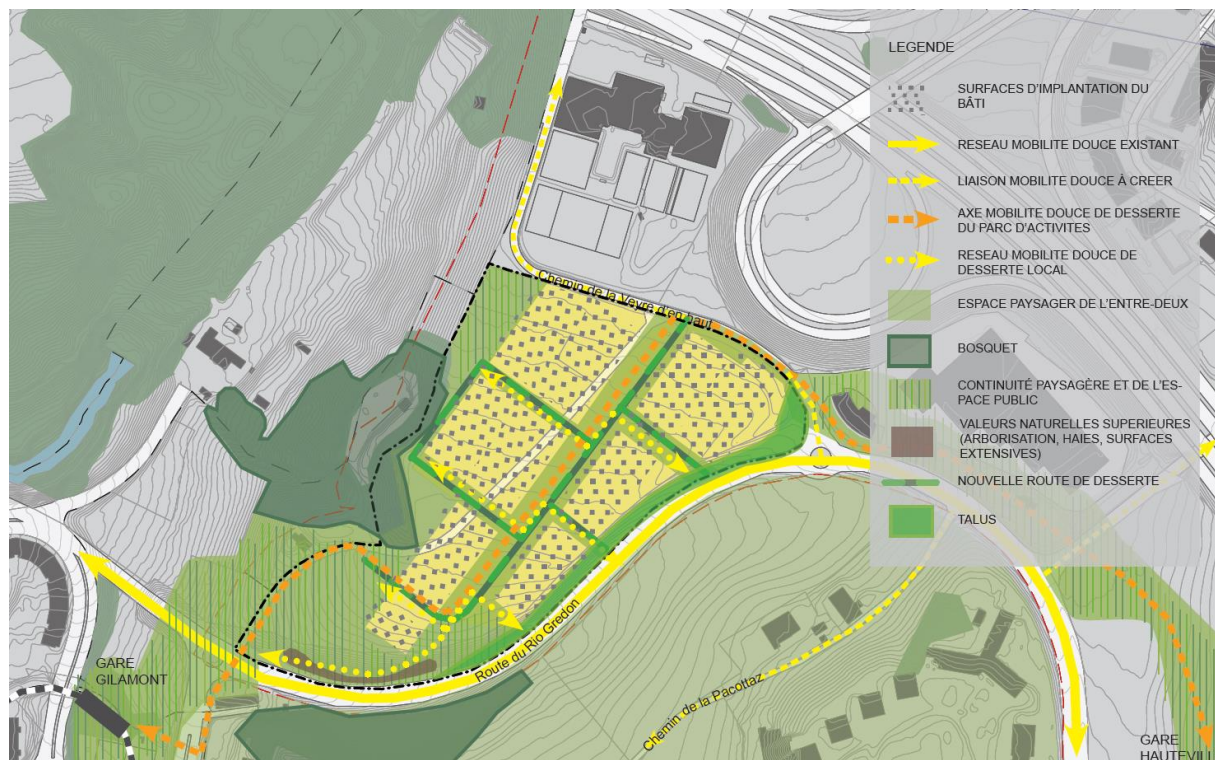 LEGENDE
SURFACES D'IMPLANTATION DU
BÂTI
RESEAU MOBILITE DOUCE EXISTANT
LIAISON MOBILITE DOUCE À CREER
AXE MOBILITE DOUCE DE DESSERTE
DU PARC D'ACTIVITES
RESEAU MOBILITE DOUCE DE
DESSERTE LOCAL
ESPACE PAYSAGER DE L'ENTRE-DEUX
BOSQUET
CONTINUITÉ PAYSAGÈRE ET DE L'ES-
PACE PUBLIC
VALEURS NATURELLES SUPERIEURES
(ARBORISATION, HAIES, SURFACES
EXTENSIVES)
NOUVELLE ROUTE DE DESSERTE
TALUS
Chemin de la Veyre d'en haut
Route du Rio Gredon
Chemin de la Pacottaz
GARE
GILAMONT
GARE
HAUTEVILL